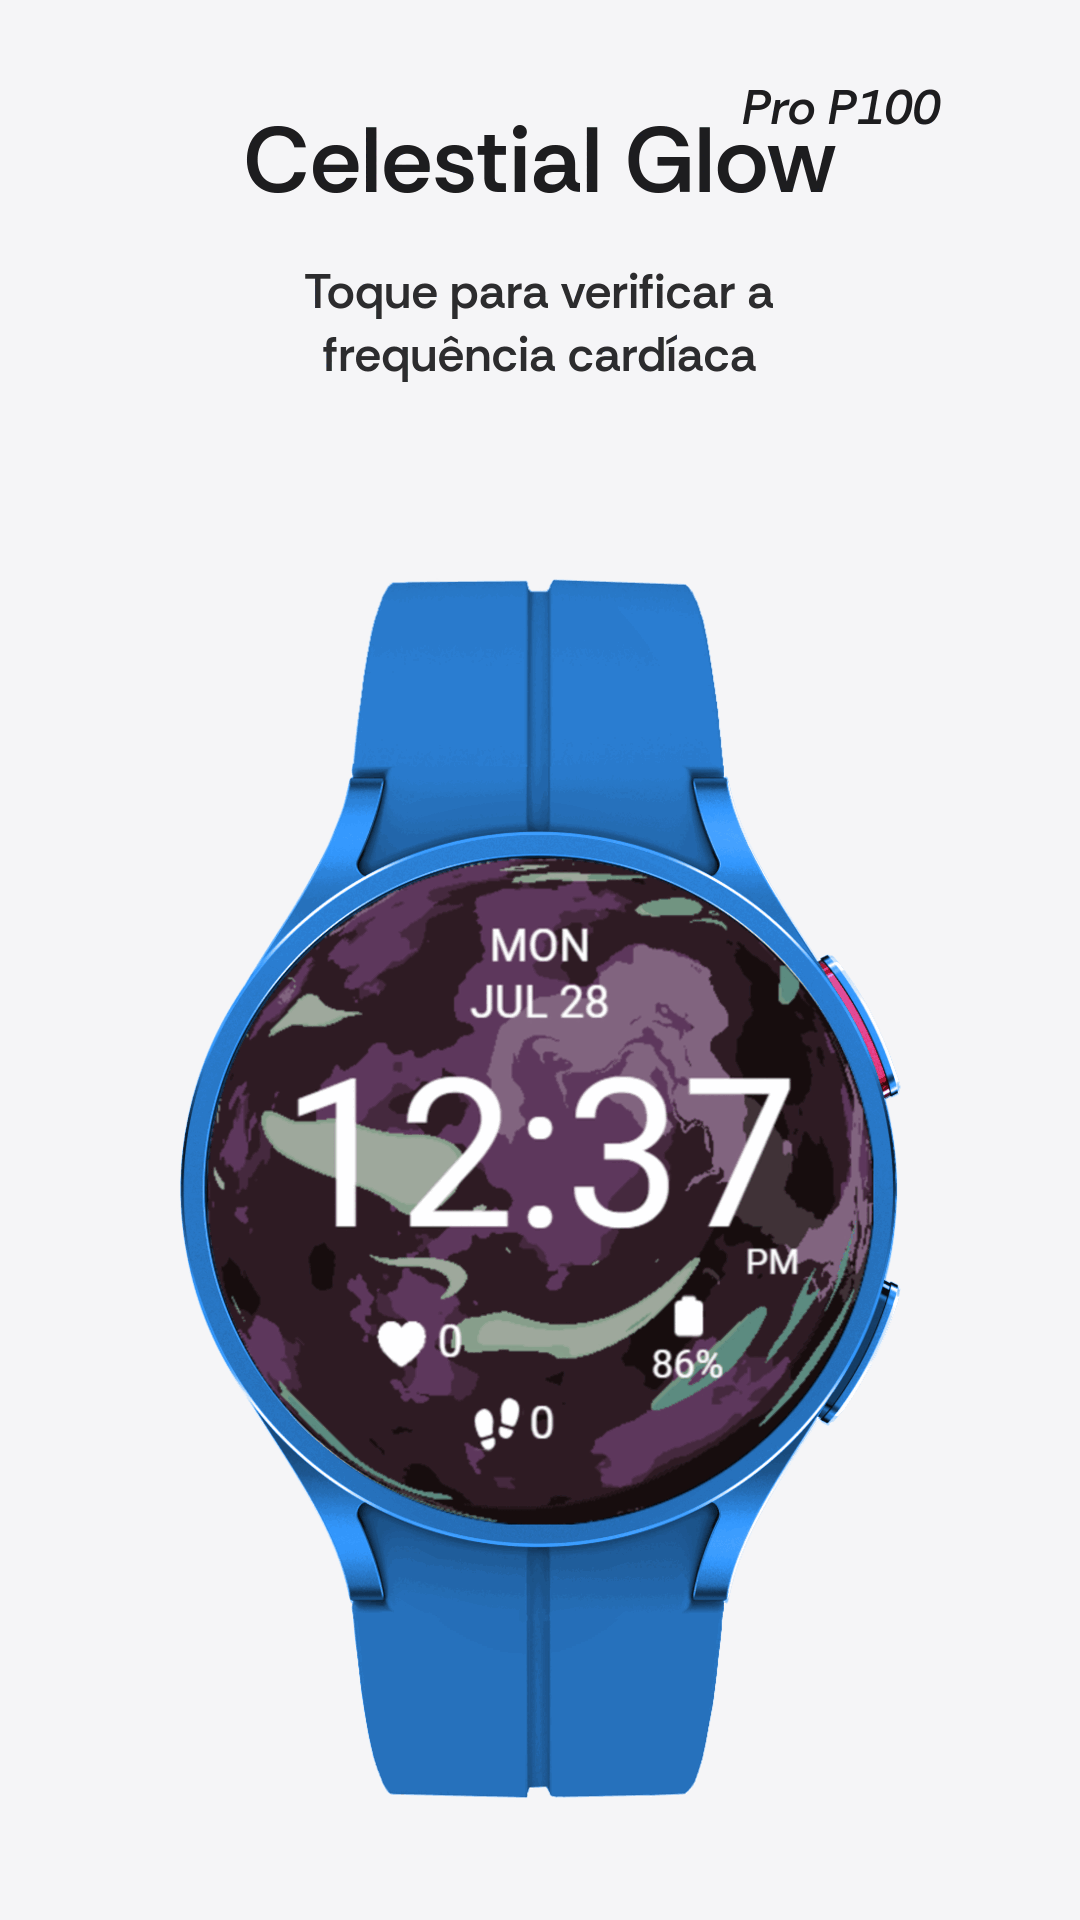 Pro P100
Celestial Glow
Toque para verificar a
frequência cardíaca
MON
JUL 28
12:37
PM
0
86%
0